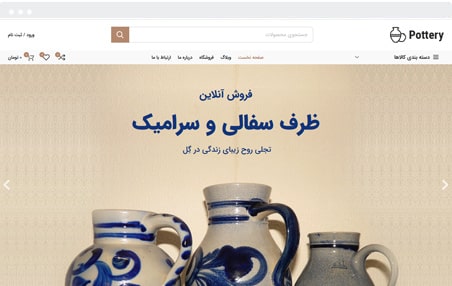 Pottery
جستجوی محصولات
ورود / ثبت نام
دسته بندی کالاها
صفحه نخست
وبلاگ
فروشگاه
درباره ما
ارتباط با ما
۰ تومان
فروش آنلاین
ظرف سفالی و سرامیک
تجلی روح زیبای زندگی در گِل